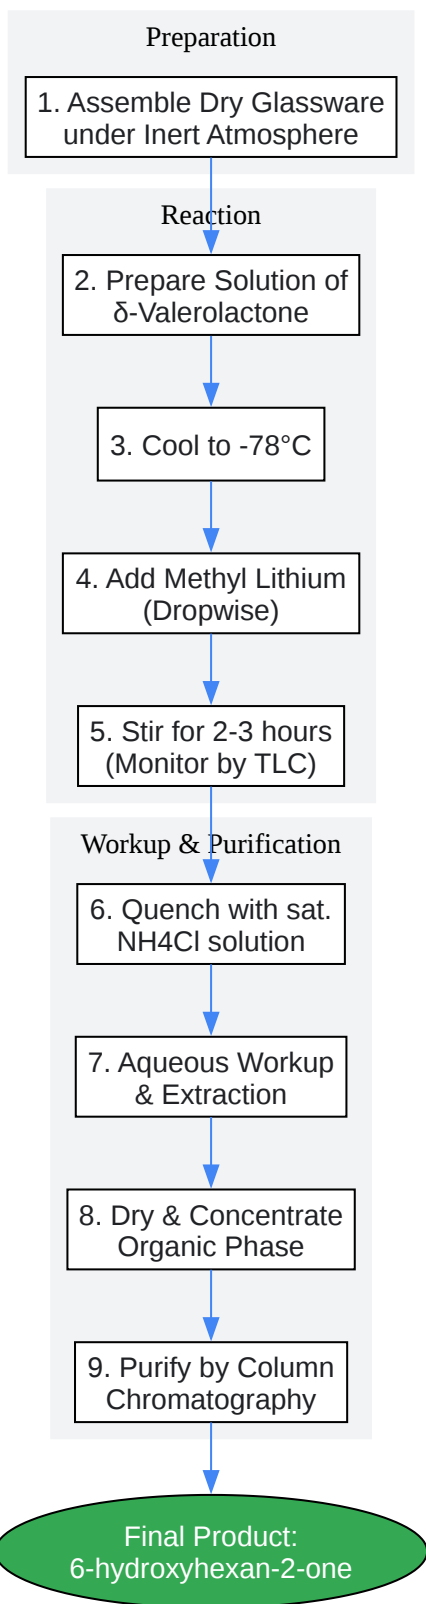 Preparation
1. Assemble Dry Glassware
under Inert Atmosphere
Reaction
2. Prepare Solution of
δ-Valerolactone
3. Cool to -78°C
4. Add Methyl Lithium
(Dropwise)
5. Stir for 2-3 hours
(Monitor by TLC)
Workup & Purification
6. Quench with sat.
NH4Cl solution
7. Aqueous Workup
& Extraction
8. Dry & Concentrate
Organic Phase
9. Purify by Column
Chromatography
Final Product:
6-hydroxyhexan-2-one